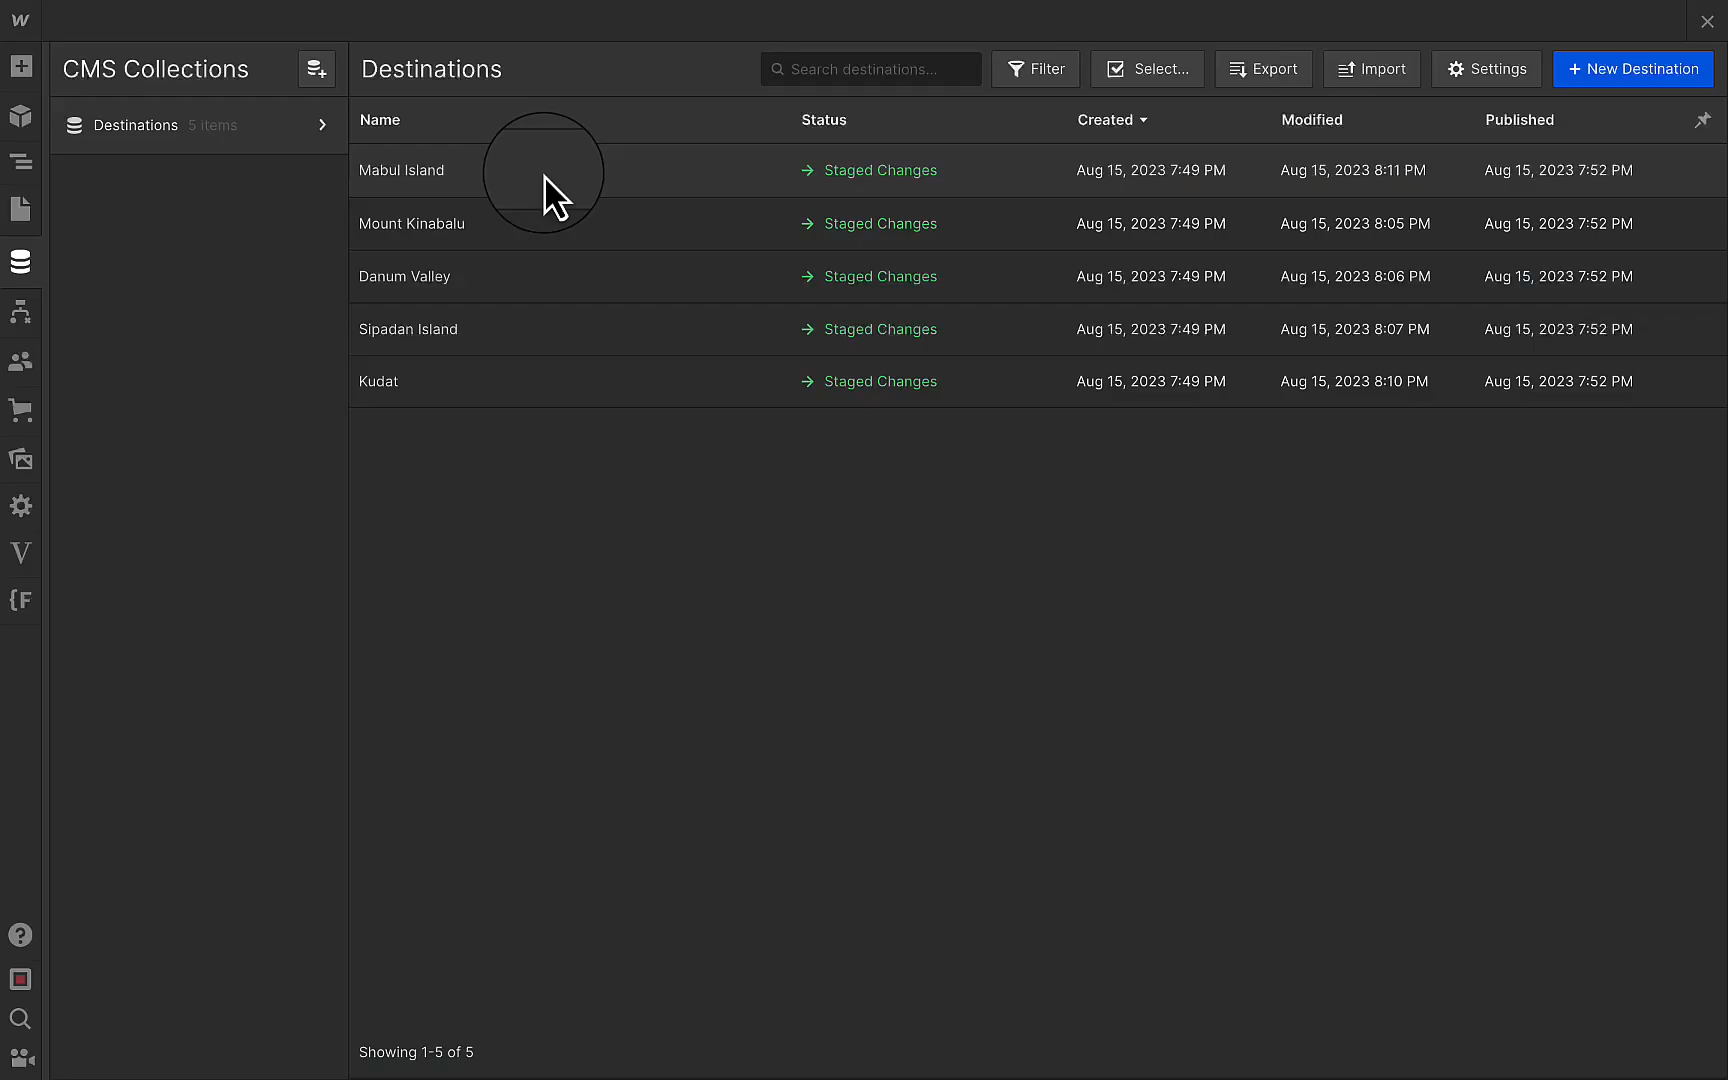 W
CMS Collections
Destinations
Search destinations...
Filter
Select...
Export
Import
Settings
+ New Destination
Destinations 5 items
Name Status Created Modified Published
Mabul Island Staged Changes Aug 15, 2023 7:49 PM Aug 15, 2023 8:11 PM Aug 15, 2023 7:52 PM
Mount Kinabalu Staged Changes Aug 15, 2023 7:49 PM Aug 15, 2023 8:05 PM Aug 15, 2023 7:52 PM
Danum Valley Staged Changes Aug 15, 2023 7:49 PM Aug 15, 2023 8:06 PM Aug 15, 2023 7:52 PM
Sipadan Island Staged Changes Aug 15, 2023 7:49 PM Aug 15, 2023 8:07 PM Aug 15, 2023 7:52 PM
Kudat Staged Changes Aug 15, 2023 7:49 PM Aug 15, 2023 8:10 PM Aug 15, 2023 7:52 PM
V
{F
Showing 1-5 of 5